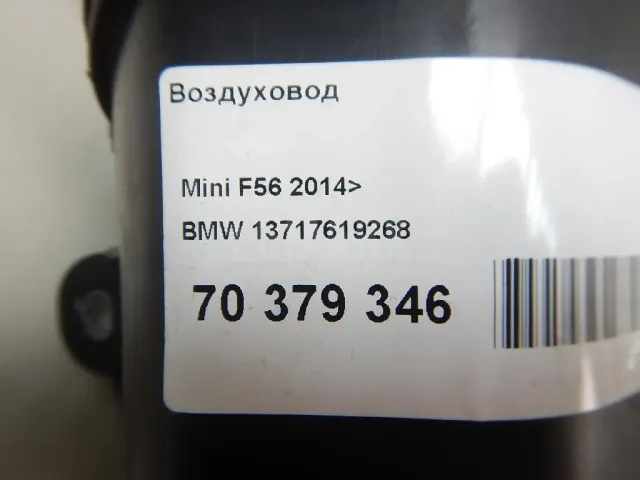 Воздуховод
Mini F56 2014>
BMW 13717619268
70 379 346